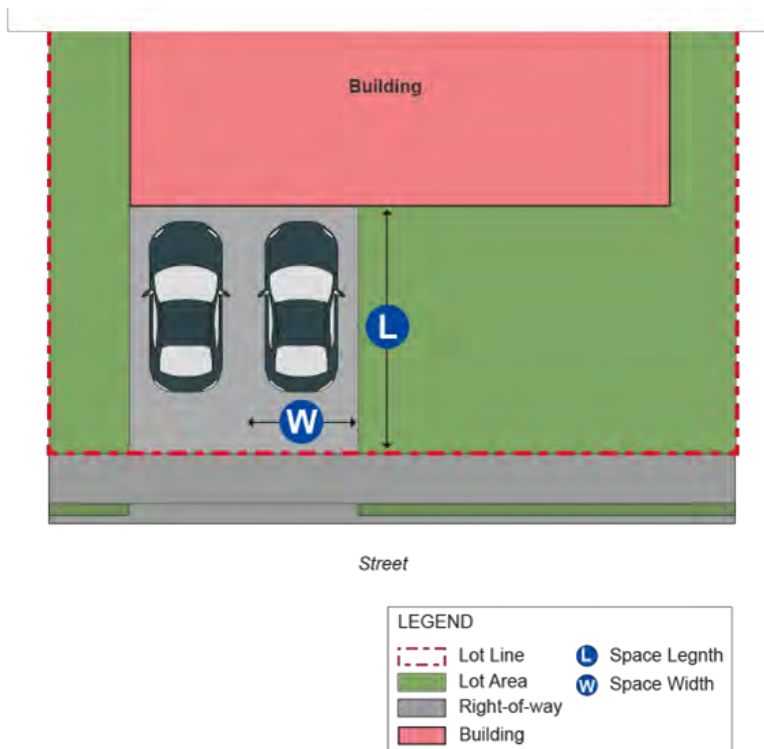 Building
L
W
Street
LEGEND
Lot Line
L Space Legnth
Lot Area
W Space Width
Right-of-way
Building